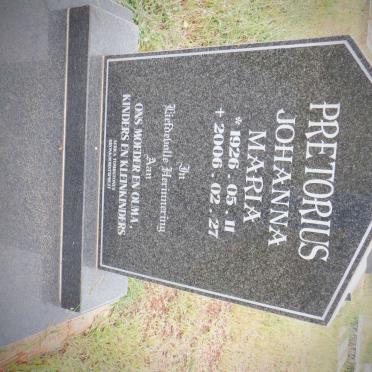 PRETORIUS
JOHANNA
MARIA
*1926.05.11
+2006.02.27
In
Liefdevolle Herinnering
Aan
ONS MOEDER EN OUMA,
KINDERS EN KLEINKINDERS